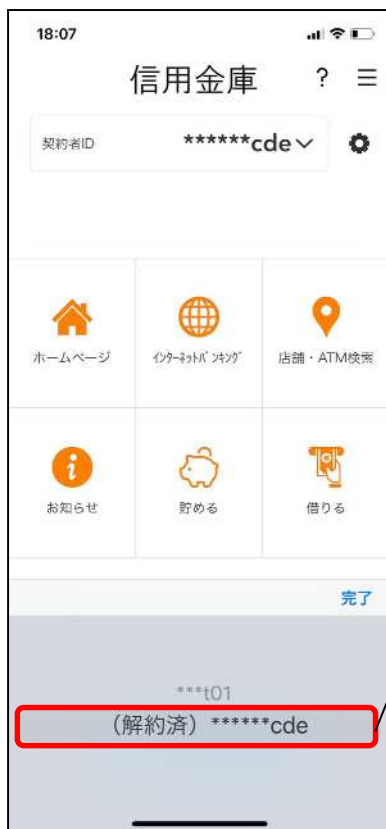 18:07
信用金庫 ?
契約者ID ******cde
ホームページ
インターネットバンキング
店舗・ATM検索
お知らせ
貯める
借りる
完了
***t01
（解約済）******cde